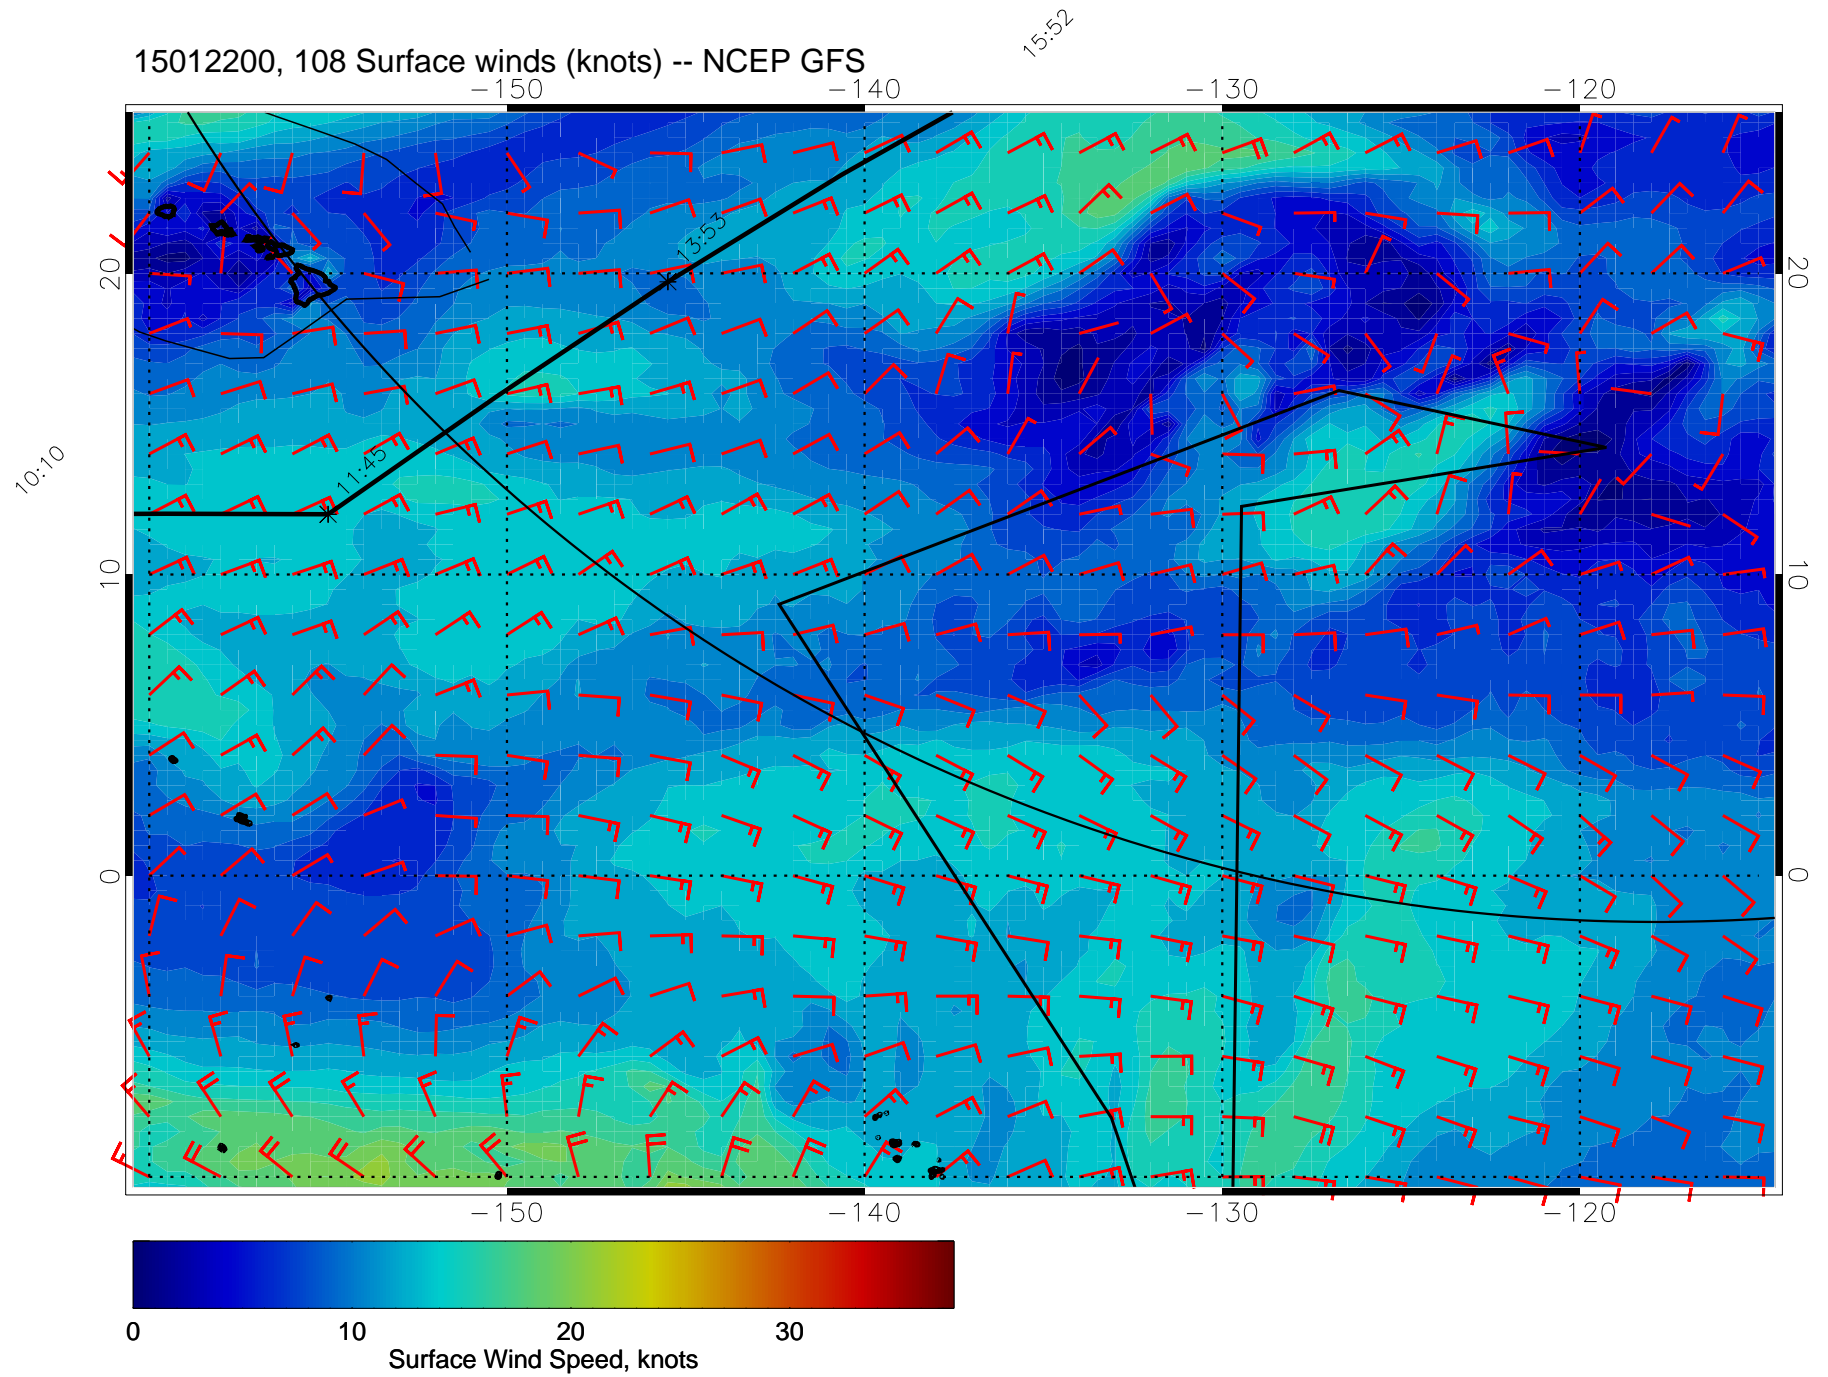 15:52
15012200, 108 Surface winds (knots) -- NCEP GFS
−150 −140 −130 −120
13:53
20 20
11:45
10:10
10 10
0 0
−150 −140 −130 −120
0 10 20 30
Surface Wind Speed, knots